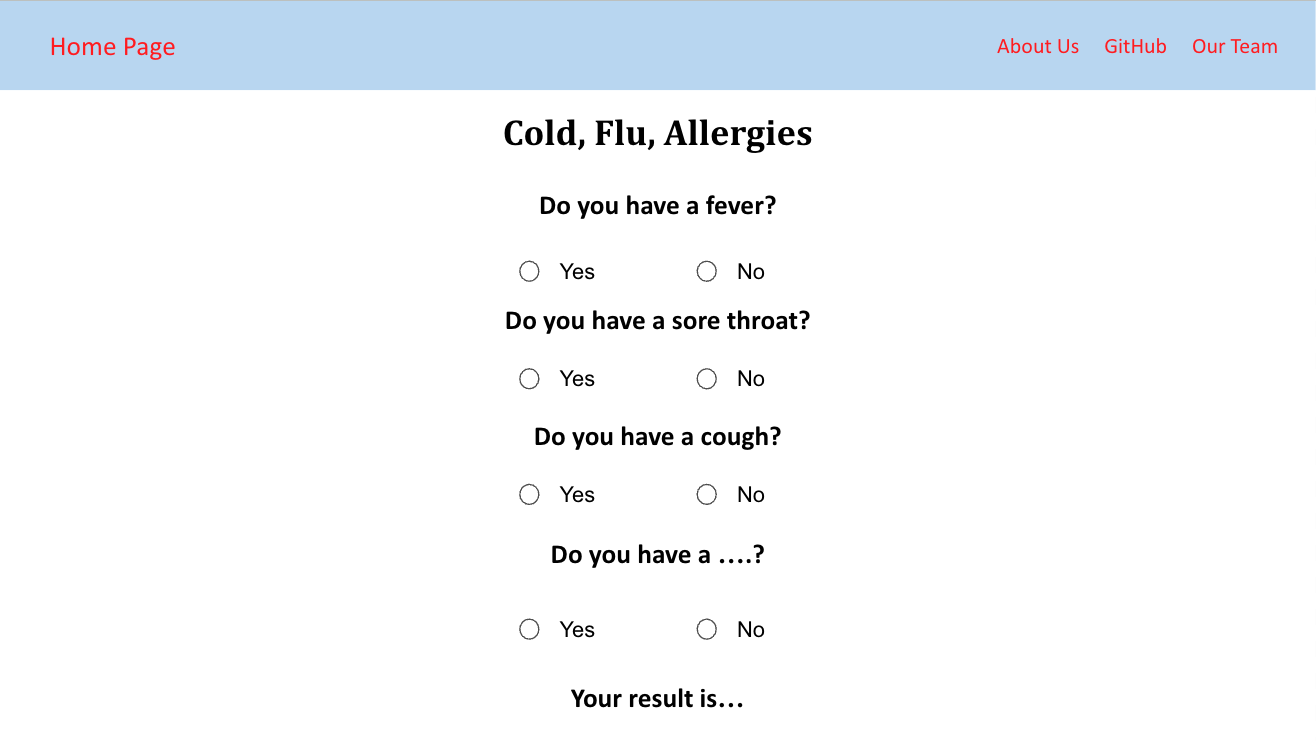 Home Page About Us GitHub Our Team
Cold, Flu, Allergies
Do you have a fever?
Yes No
Do you have a sore throat?
Yes No
Do you have a cough?
Yes No
Do you have a ....?
Yes No
Your result is...